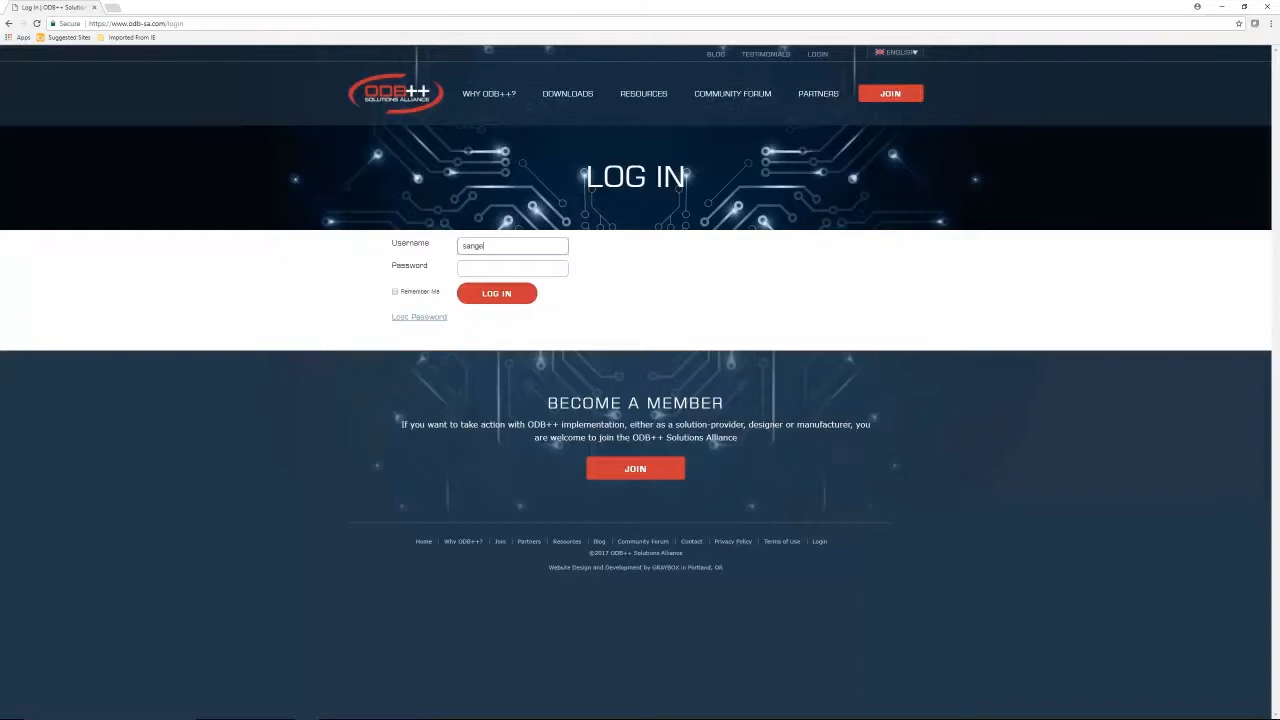 Log In | ODB++ Solutio
Secure
https://www.odb-sa.com/login
Apps Suggested Sites Imported From IE
BLOG TESTIMONIALS LOGIN ENGLISH
ODB++
SOLUTIONS ALLIANCE
WHY ODB++? DOWNLOADS RESOURCES COMMUNITY FORUM PARTNERS JOIN
LOG IN
Username sange
Password
Remember Me LOG IN
Lost Password
BECOME A MEMBER
If you want to take action with ODB++ implementation, either as a solution-provider, designer or manufacturer, you
are welcome to join the ODB++ Solutions Alliance
JOIN
Home | Why ODB++? | Join | Partners | Resources | Blog | Community Forum | Contact | Privacy Policy | Terms of Use | Login
©2017 ODB++ Solutions Alliance
Website Design and Development by GRAYBOX in Portland, OR